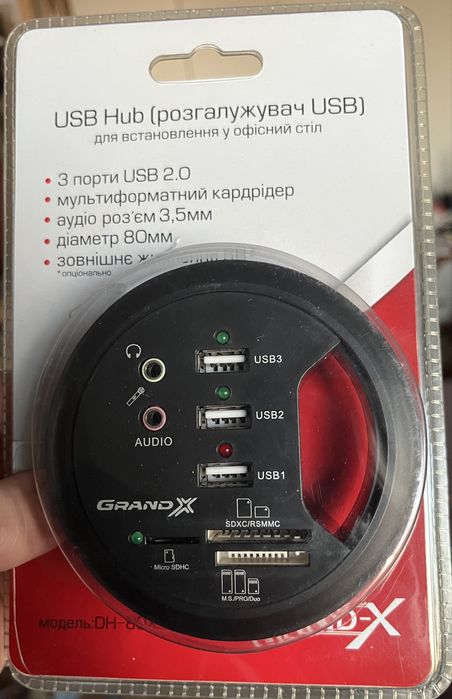 USB Hub (розгалужувач USB)
для встановлення у офісний стіл
• 3 порти USB 2.0
• мультиформатний кардрідер
• аудіо роз'єм 3,5мм
• діаметр 80мм
• зовнішнє
*опціонально
USB3
USB2
AUDIO
USB1
GRAND-X
SDXC/RSMMC
Micro SDHC
M.S./PRO/Duo
модель:DH-80
D-X